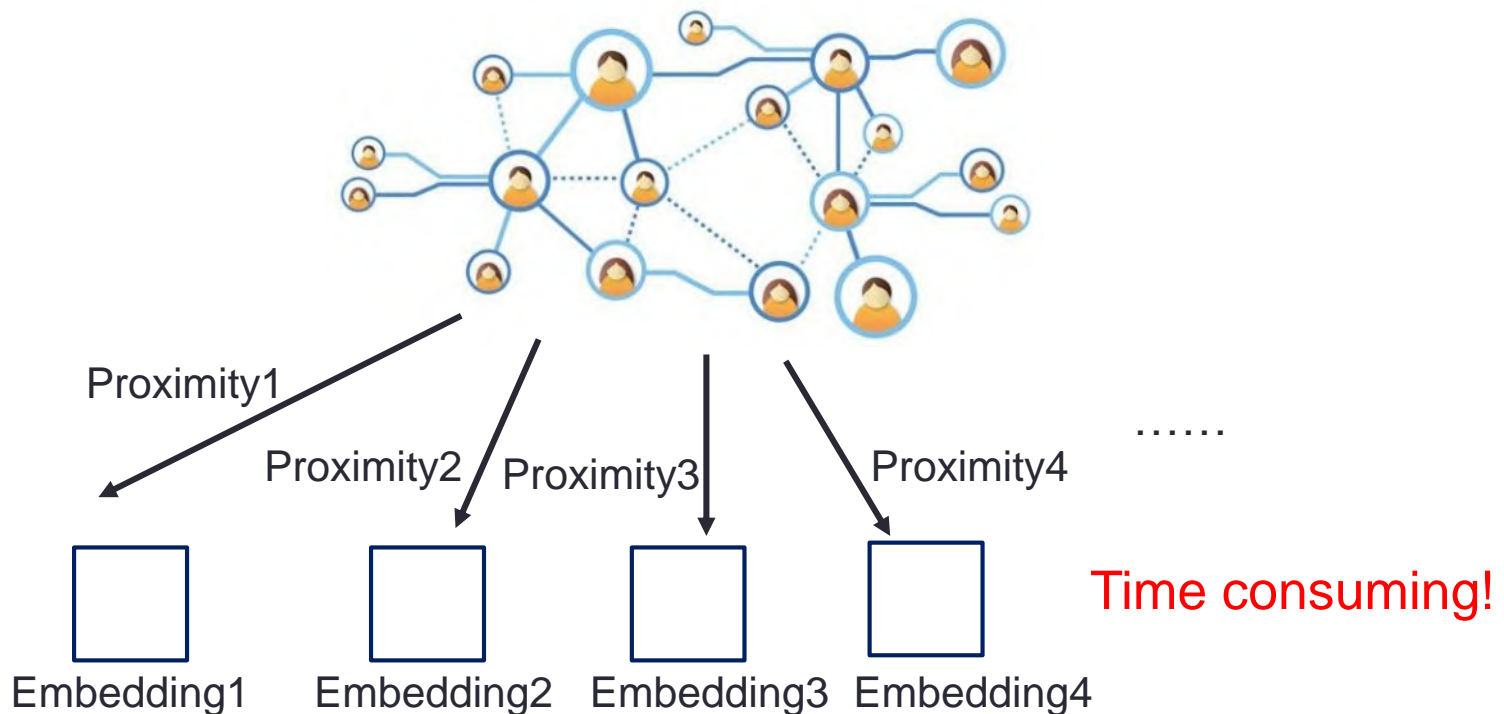 Proximity1
Proximity2
Proximity3
Proximity4
......
Time consuming!
Embedding1
Embedding2
Embedding3
Embedding4